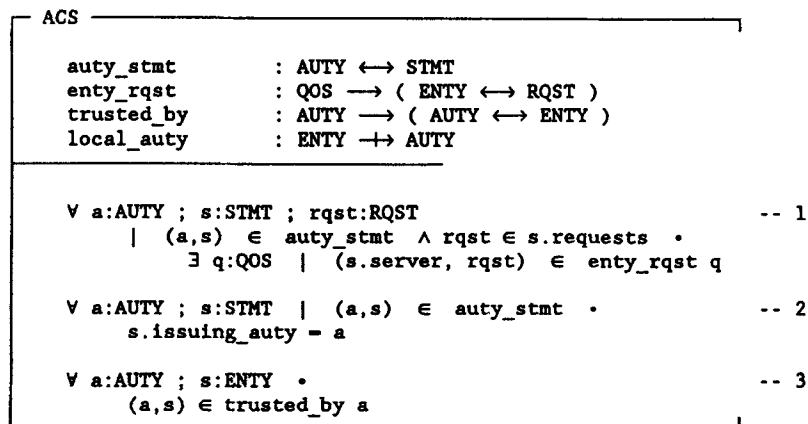 ACS
auty_stmt : AUTY ⟷ STMT
enty_rqst : QOS ⟶ ( ENTY ⟷ RQST )
trusted_by : AUTY ⟶ ( AUTY ⟷ ENTY )
local_auty : ENTY ⇸ AUTY
∀ a:AUTY ; s:STMT ; rqst:RQST -- 1
| (a,s) ∈ auty_stmt ∧ rqst ∈ s.requests •
∃ q:QOS | (s.server, rqst) ∈ enty_rqst q
∀ a:AUTY ; s:STMT | (a,s) ∈ auty_stmt • -- 2
s.issuing_auty = a
∀ a:AUTY ; s:ENTY • -- 3
(a,s) ∈ trusted_by a